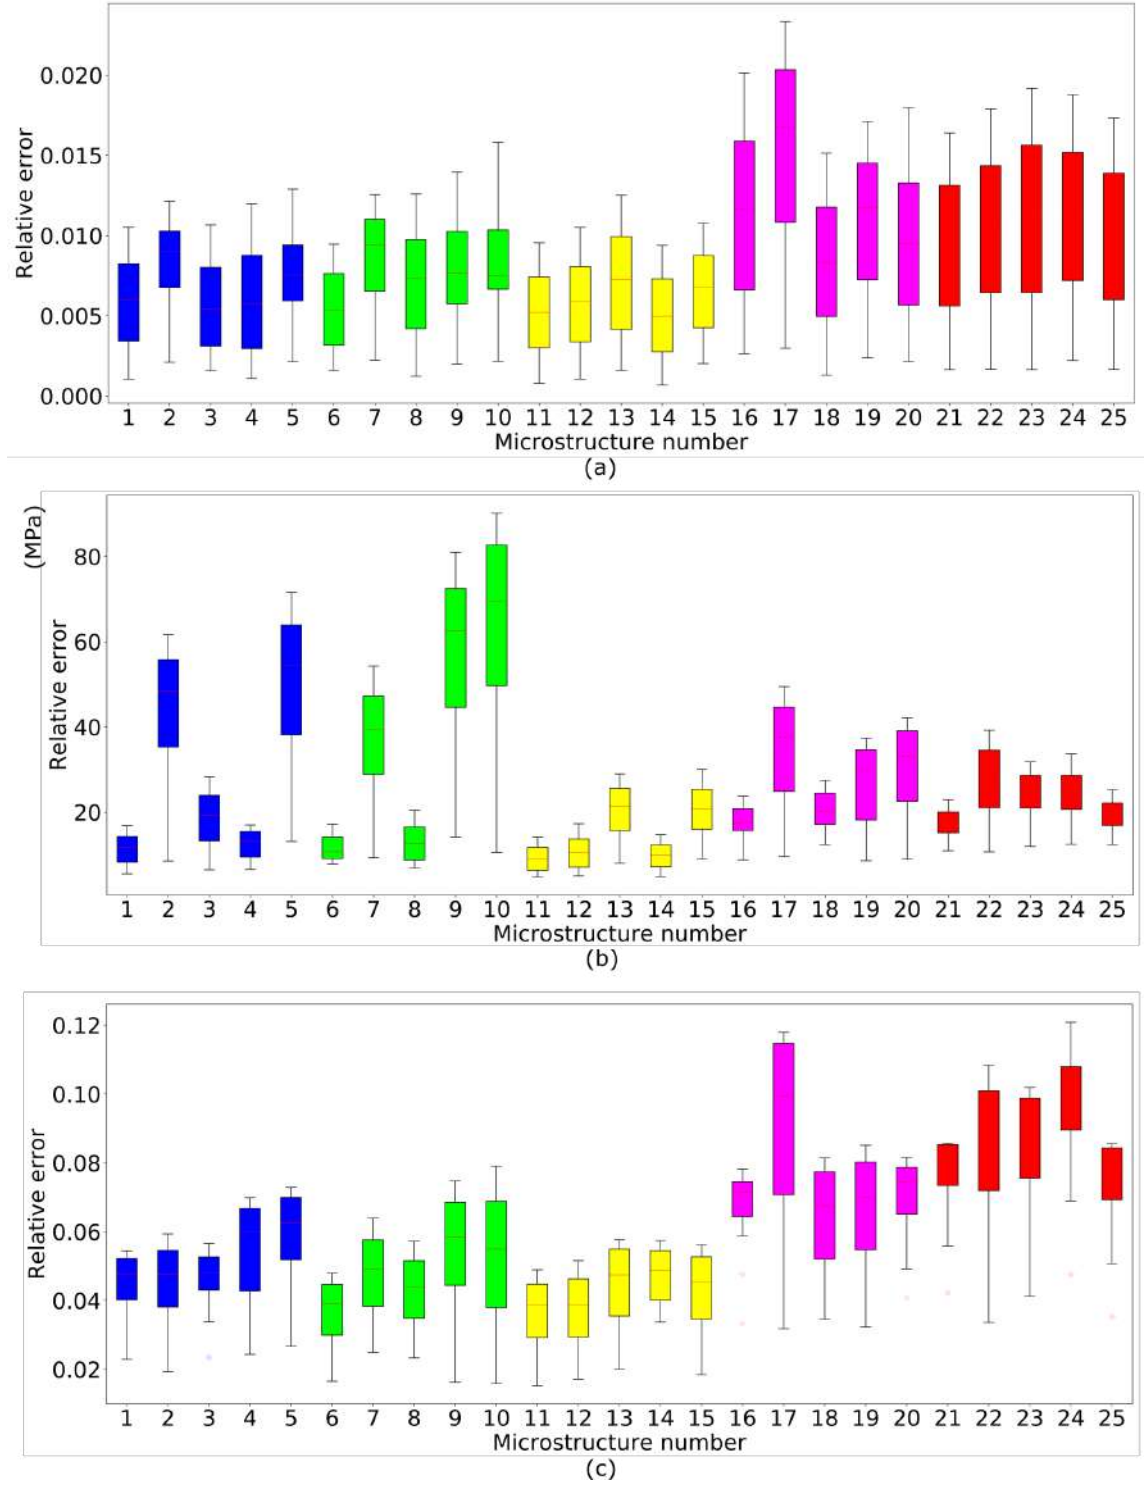 0.020
0.015
Relative error
0.010
0.005
0.000
1 2 3 4 5 6 7 8 9 10 11 12 13 14 15 16 17 18 19 20 21 22 23 24 25
Microstructure number
(a)
(MPa)
80
60
Relative error
40
20
1 2 3 4 5 6 7 8 9 10 11 12 13 14 15 16 17 18 19 20 21 22 23 24 25
Microstructure number
(b)
0.12
0.10
0.08
Relative error
0.06
0.04
0.02
1 2 3 4 5 6 7 8 9 10 11 12 13 14 15 16 17 18 19 20 21 22 23 24 25
Microstructure number
(c)